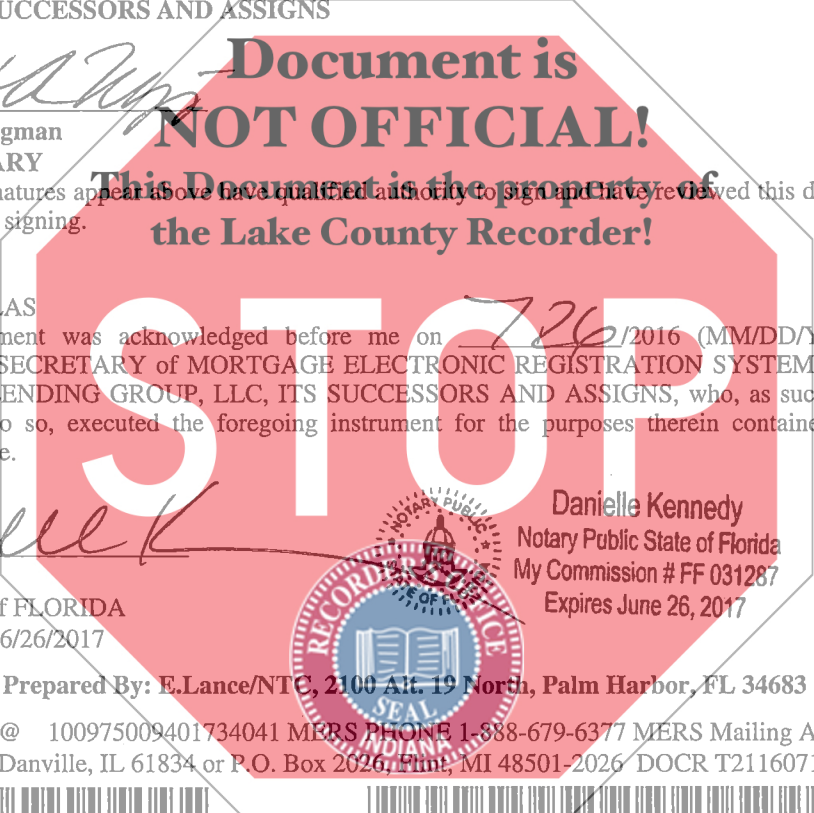 UCCESSORS AND ASSIGNS
Document is
NOT OFFICIAL!
gman
ARY
This Document is the property of
natures appear above have qualified authority to sign and have reviewed this d
signing.
the Lake County Recorder!
LAS
ment was acknowledged before me on 7/26/2016 (MM/DD/Y
SECRETARY of MORTGAGE ELECTRONIC REGISTRATION SYSTEM
ENDING GROUP, LLC, ITS SUCCESSORS AND ASSIGNS, who, as suc
o so, executed the foregoing instrument for the purposes therein containe
e.
STOP
NOTARY PUBLIC
STATE OF FLORIDA
Danielle Kennedy
Notary Public State of Florida
My Commission # FF 031287
Expires June 26, 2017
f FLORIDA
6/26/2017
RECORDER'S OFFICE
SEAL
INDIANA
Prepared By: E.Lance/NTC, 2100 Alt. 19 North, Palm Harbor, FL 34683
@ 100975009401734041 MERS PHONE 1-888-679-6377 MERS Mailing A
Danville, IL 61834 or P.O. Box 2026, Flint, MI 48501-2026 DOCR T2116071